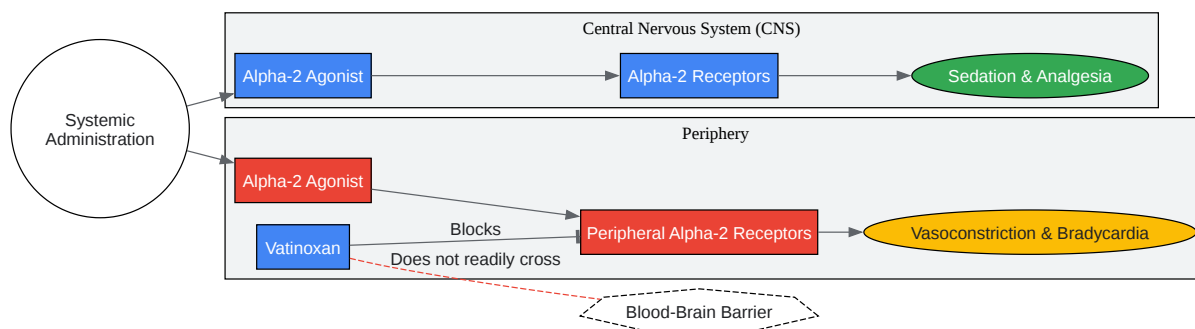 Central Nervous System (CNS)
Alpha-2 Agonist
Alpha-2 Receptors
Sedation & Analgesia
Systemic
Administration
Periphery
Alpha-2 Agonist
Peripheral Alpha-2 Receptors
Vasoconstriction & Bradycardia
Vatinoxan
Blocks
Does not readily cross
Blood-Brain Barrier